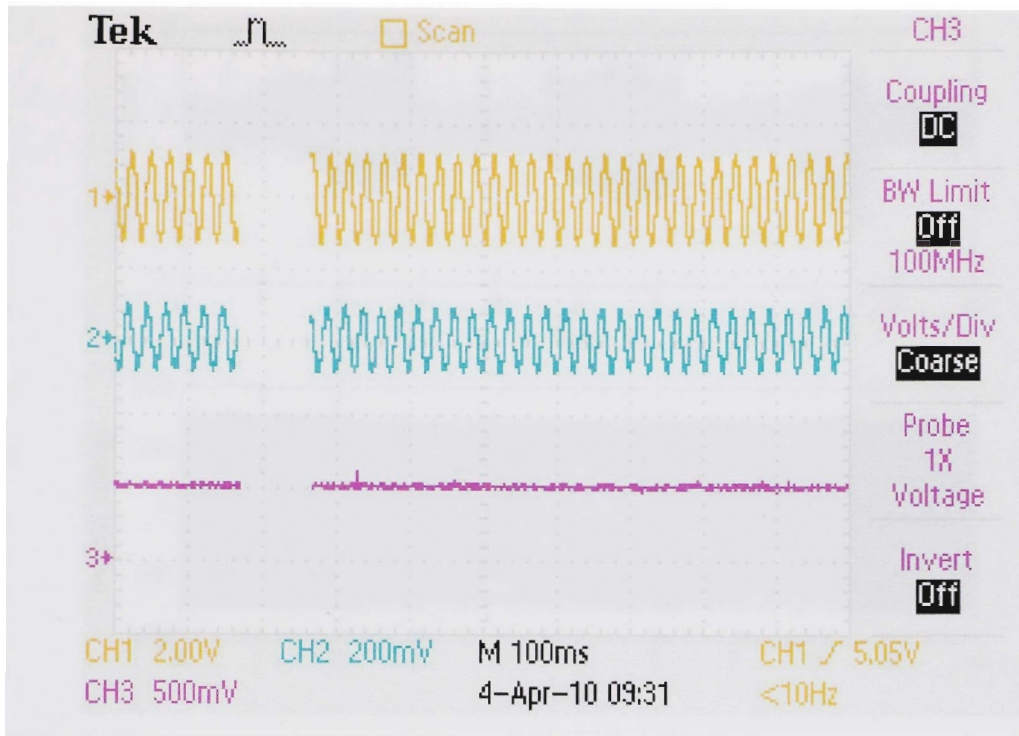 Tek Scan CH3
Coupling
DC
1
BW Limit
Off
100MHz
2
Volts/Div
Coarse
Probe
1X
Voltage
3
Invert
Off
CH1 2.00V CH2 200mV M 100ms CH1 5.05V
CH3 500mV 4-Apr-10 09:31 <10Hz